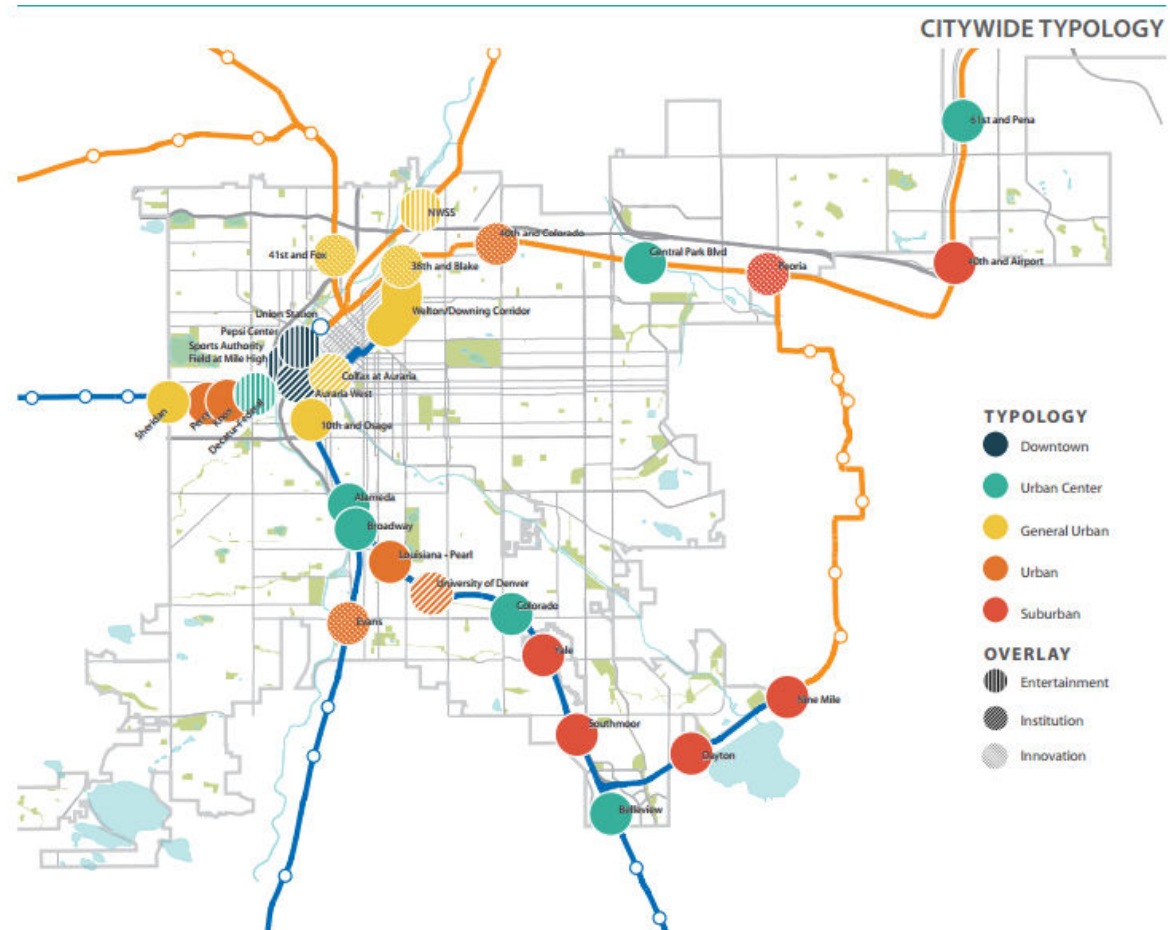 CITYWIDE TYPOLOGY
61st and Pena
NWSS
40th and Colorado
41st and Fox
38th and Blake
Central Park Blvd
Peoria
40th and Airport
Union Station
Welton/Downing Corridor
Pepsi Center
Sports Authority
Field at Mile High
Colfax at Auraria
Auraria West
Sheridan
Perry
Knox
Decatur-Federal
10th and Osage
Alameda
Broadway
Louisiana - Pearl
University of Denver
Colorado
Evans
Yale
Nine Mile
Southmoor
Dayton
Belleview
TYPOLOGY
Downtown
Urban Center
General Urban
Urban
Suburban
OVERLAY
Entertainment
Institution
Innovation